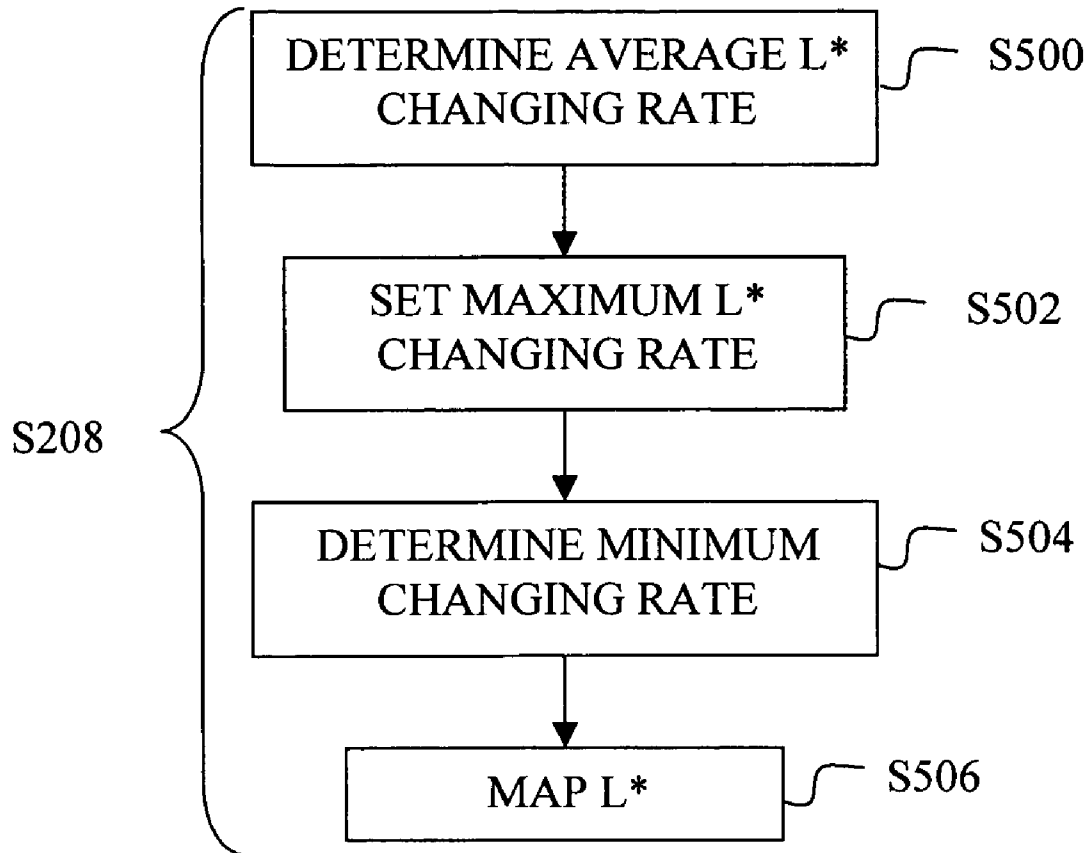 DETERMINE AVERAGE L*
CHANGING RATE
S500
SET MAXIMUM L*
CHANGING RATE
S502
S208
DETERMINE MINIMUM
CHANGING RATE
S504
MAP L*
S506